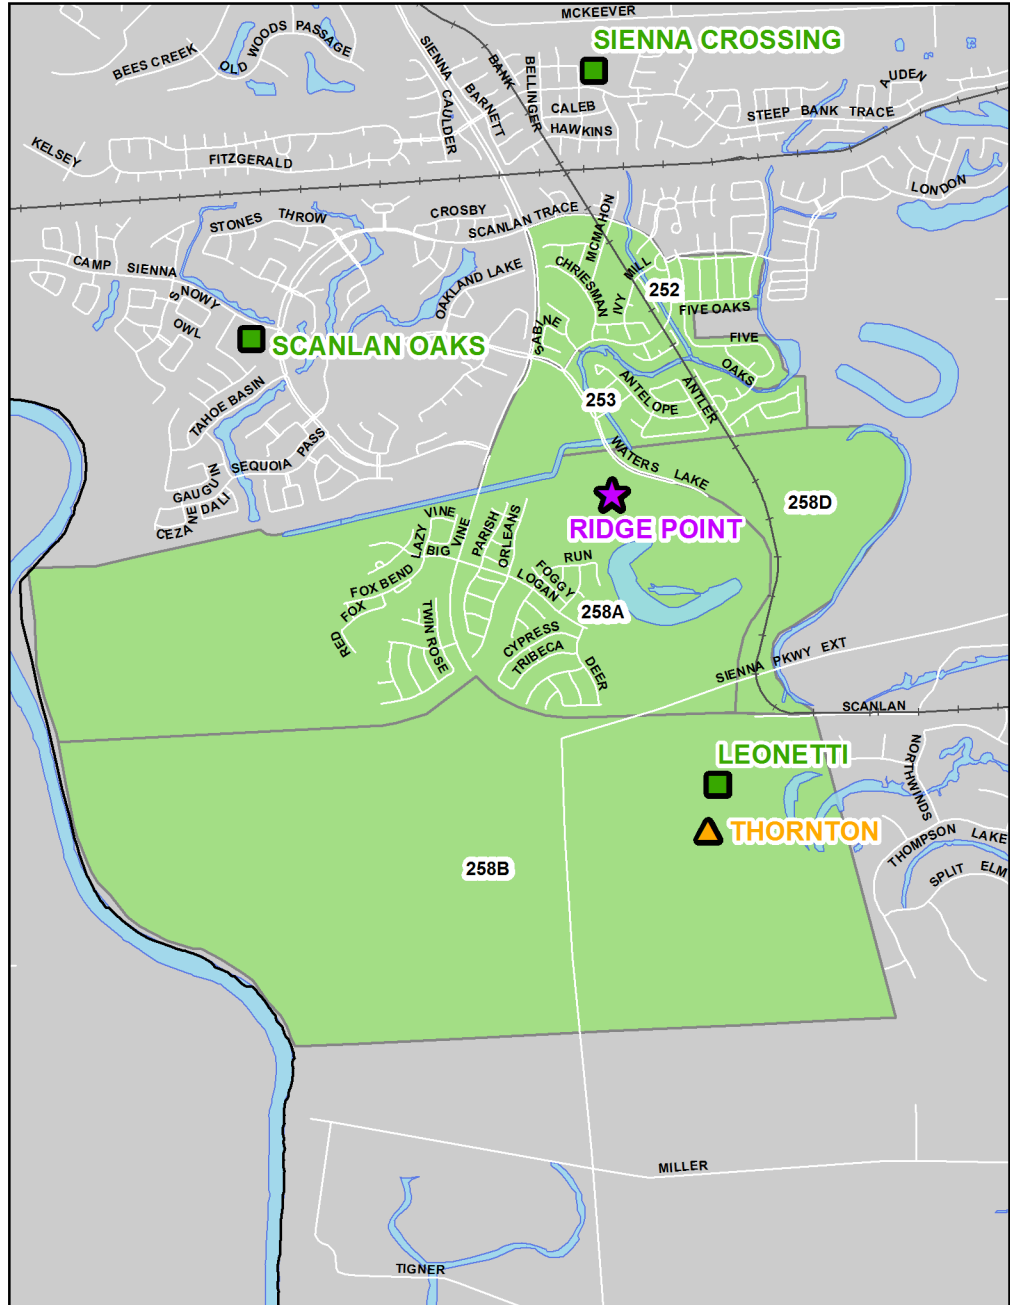 MCKEEVER
SIENNA CROSSING
BEES CREEK
OLD WOODS PASSAGE
SIENNA
CAULDER
BANK
BARNETT
BELLINGER
CALEB
HAWKINS
AUDEN
STEEP BANK TRACE
KELSEY
FITZGERALD
LONDON
STONES THROW
CROSBY
SCANLAN TRACE
MCMAHON
CAMP SIENNA
OAKLAND LAKE
CHRIESMAN
IVY MILL
252
SNOWY
OWL
FIVE OAKS
SABINE
SCANLAN OAKS
FIVE
OAKS
TAHOE BASIN
253
ANTELOPE
ANTLER
SEQUOIA PASS
WATERS LAKE
GAUGUIN
DALI
CEZANNE
258D
RIDGE POINT
LAZY
VINE
BIG
VINE
PARISH
ORLEANS
RUN
FOGGY
LOGAN
FOX BEND
FOX
RED
TWIN ROSE
258A
CYPRESS
TRIBECA
DEER
SIENNA PKWY EXT
SCANLAN
LEONETTI
NORTHWINDS
THORNTON
THOMPSON LAKE
SPLIT ELM
258B
MILLER
TIGNER